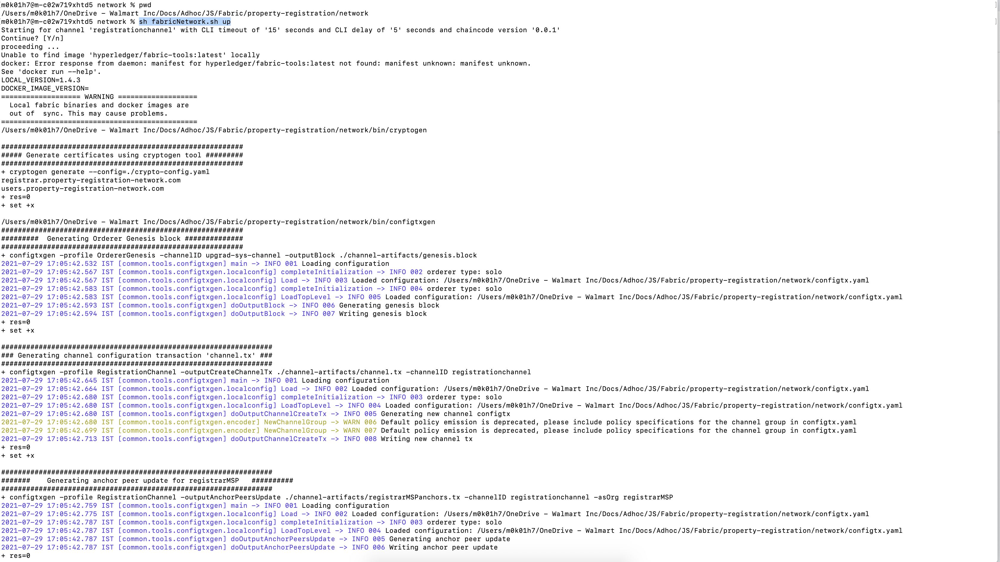 [m0k01h7@m-c02w719xhtd5 network % pwd ]
/Users/m0k01h7/OneDrive – Walmart Inc/Docs/Adhoc/JS/Fabric/property-registration/network
[m0k01h7@m-c02w719xhtd5 network % sh fabricNetwork.sh up ]
Starting for channel 'registrationchannel' with CLI timeout of '15' seconds and CLI delay of '5' seconds and chaincode version '0.0.1'
Continue? [Y/n]
proceeding ...
Unable to find image 'hyperledger/fabric-tools:latest' locally
docker: Error response from daemon: manifest for hyperledger/fabric-tools:latest not found: manifest unknown: manifest unknown.
See 'docker run --help'.
LOCAL_VERSION=1.4.3
DOCKER_IMAGE_VERSION=
=================== WARNING ===================
  Local fabric binaries and docker images are
  out of  sync. This may cause problems.
===============================================
/Users/m0k01h7/OneDrive – Walmart Inc/Docs/Adhoc/JS/Fabric/property-registration/network/bin/cryptogen
##########################################################
##### Generate certificates using cryptogen tool #########
##########################################################
+ cryptogen generate --config=./crypto-config.yaml
registrar.property-registration-network.com
users.property-registration-network.com
+ res=0
+ set +x
/Users/m0k01h7/OneDrive – Walmart Inc/Docs/Adhoc/JS/Fabric/property-registration/network/bin/configtxgen
##########################################################
#########  Generating Orderer Genesis block ##############
##########################################################
+ configtxgen -profile OrdererGenesis -channelID upgrad-sys-channel -outputBlock ./channel-artifacts/genesis.block
2021-07-29 17:05:42.532 IST [common.tools.configtxgen] main -> INFO 001 Loading configuration
2021-07-29 17:05:42.567 IST [common.tools.configtxgen.localconfig] completeInitialization -> INFO 002 orderer type: solo
2021-07-29 17:05:42.567 IST [common.tools.configtxgen.localconfig] Load -> INFO 003 Loaded configuration: /Users/m0k01h7/OneDrive – Walmart Inc/Docs/Adhoc/JS/Fabric/property-registration/network/configtx.yaml
2021-07-29 17:05:42.583 IST [common.tools.configtxgen.localconfig] completeInitialization -> INFO 004 orderer type: solo
2021-07-29 17:05:42.583 IST [common.tools.configtxgen.localconfig] LoadTopLevel -> INFO 005 Loaded configuration: /Users/m0k01h7/OneDrive – Walmart Inc/Docs/Adhoc/JS/Fabric/property-registration/network/configtx.yaml
2021-07-29 17:05:42.593 IST [common.tools.configtxgen] doOutputBlock -> INFO 006 Generating genesis block
2021-07-29 17:05:42.594 IST [common.tools.configtxgen] doOutputBlock -> INFO 007 Writing genesis block
+ res=0
+ set +x
#################################################################
### Generating channel configuration transaction 'channel.tx' ###
#################################################################
+ configtxgen -profile RegistrationChannel -outputCreateChannelTx ./channel-artifacts/channel.tx -channelID registrationchannel
2021-07-29 17:05:42.645 IST [common.tools.configtxgen] main -> INFO 001 Loading configuration
2021-07-29 17:05:42.664 IST [common.tools.configtxgen.localconfig] Load -> INFO 002 Loaded configuration: /Users/m0k01h7/OneDrive – Walmart Inc/Docs/Adhoc/JS/Fabric/property-registration/network/configtx.yaml
2021-07-29 17:05:42.680 IST [common.tools.configtxgen.localconfig] completeInitialization -> INFO 003 orderer type: solo
2021-07-29 17:05:42.680 IST [common.tools.configtxgen.localconfig] LoadTopLevel -> INFO 004 Loaded configuration: /Users/m0k01h7/OneDrive – Walmart Inc/Docs/Adhoc/JS/Fabric/property-registration/network/configtx.yaml
2021-07-29 17:05:42.680 IST [common.tools.configtxgen] doOutputChannelCreateTx -> INFO 005 Generating new channel configtx
2021-07-29 17:05:42.680 IST [common.tools.configtxgen.encoder] NewChannelGroup -> WARN 006 Default policy emission is deprecated, please include policy specifications for the channel group in configtx.yaml
2021-07-29 17:05:42.699 IST [common.tools.configtxgen.encoder] NewChannelGroup -> WARN 007 Default policy emission is deprecated, please include policy specifications for the channel group in configtx.yaml
2021-07-29 17:05:42.713 IST [common.tools.configtxgen] doOutputChannelCreateTx -> INFO 008 Writing new channel tx
+ res=0
+ set +x
#################################################################
#######    Generating anchor peer update for registrarMSP   ##########
#################################################################
+ configtxgen -profile RegistrationChannel -outputAnchorPeersUpdate ./channel-artifacts/registrarMSPanchors.tx -channelID registrationchannel -asOrg registrarMSP
2021-07-29 17:05:42.759 IST [common.tools.configtxgen] main -> INFO 001 Loading configuration
2021-07-29 17:05:42.775 IST [common.tools.configtxgen.localconfig] Load -> INFO 002 Loaded configuration: /Users/m0k01h7/OneDrive – Walmart Inc/Docs/Adhoc/JS/Fabric/property-registration/network/configtx.yaml
2021-07-29 17:05:42.787 IST [common.tools.configtxgen.localconfig] completeInitialization -> INFO 003 orderer type: solo
2021-07-29 17:05:42.787 IST [common.tools.configtxgen.localconfig] LoadTopLevel -> INFO 004 Loaded configuration: /Users/m0k01h7/OneDrive – Walmart Inc/Docs/Adhoc/JS/Fabric/property-registration/network/configtx.yaml
2021-07-29 17:05:42.787 IST [common.tools.configtxgen] doOutputAnchorPeersUpdate -> INFO 005 Generating anchor peer update
2021-07-29 17:05:42.787 IST [common.tools.configtxgen] doOutputAnchorPeersUpdate -> INFO 006 Writing anchor peer update
+ res=0